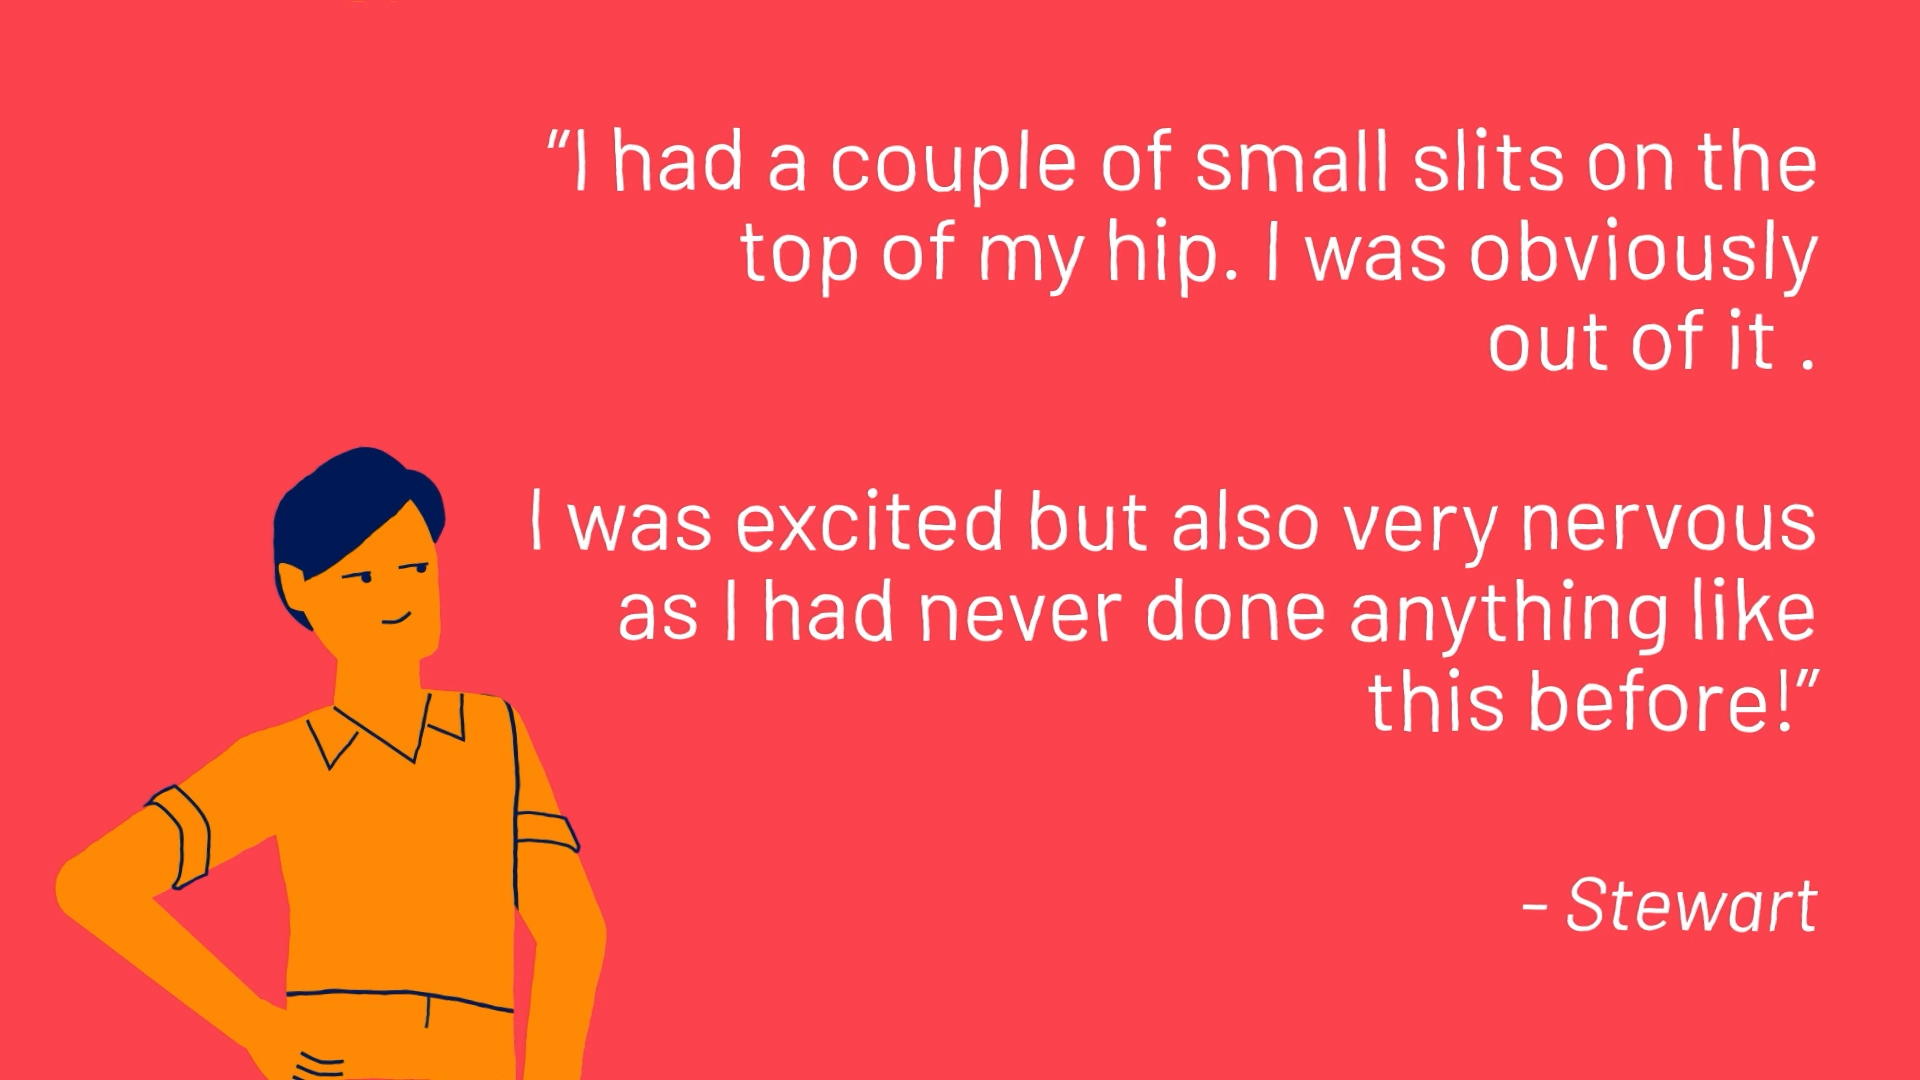 “I had a couple of small slits on the
top of my hip. I was obviously
out of it .
I was excited but also very nervous
as I had never done anything like
this before!”
- Stewart